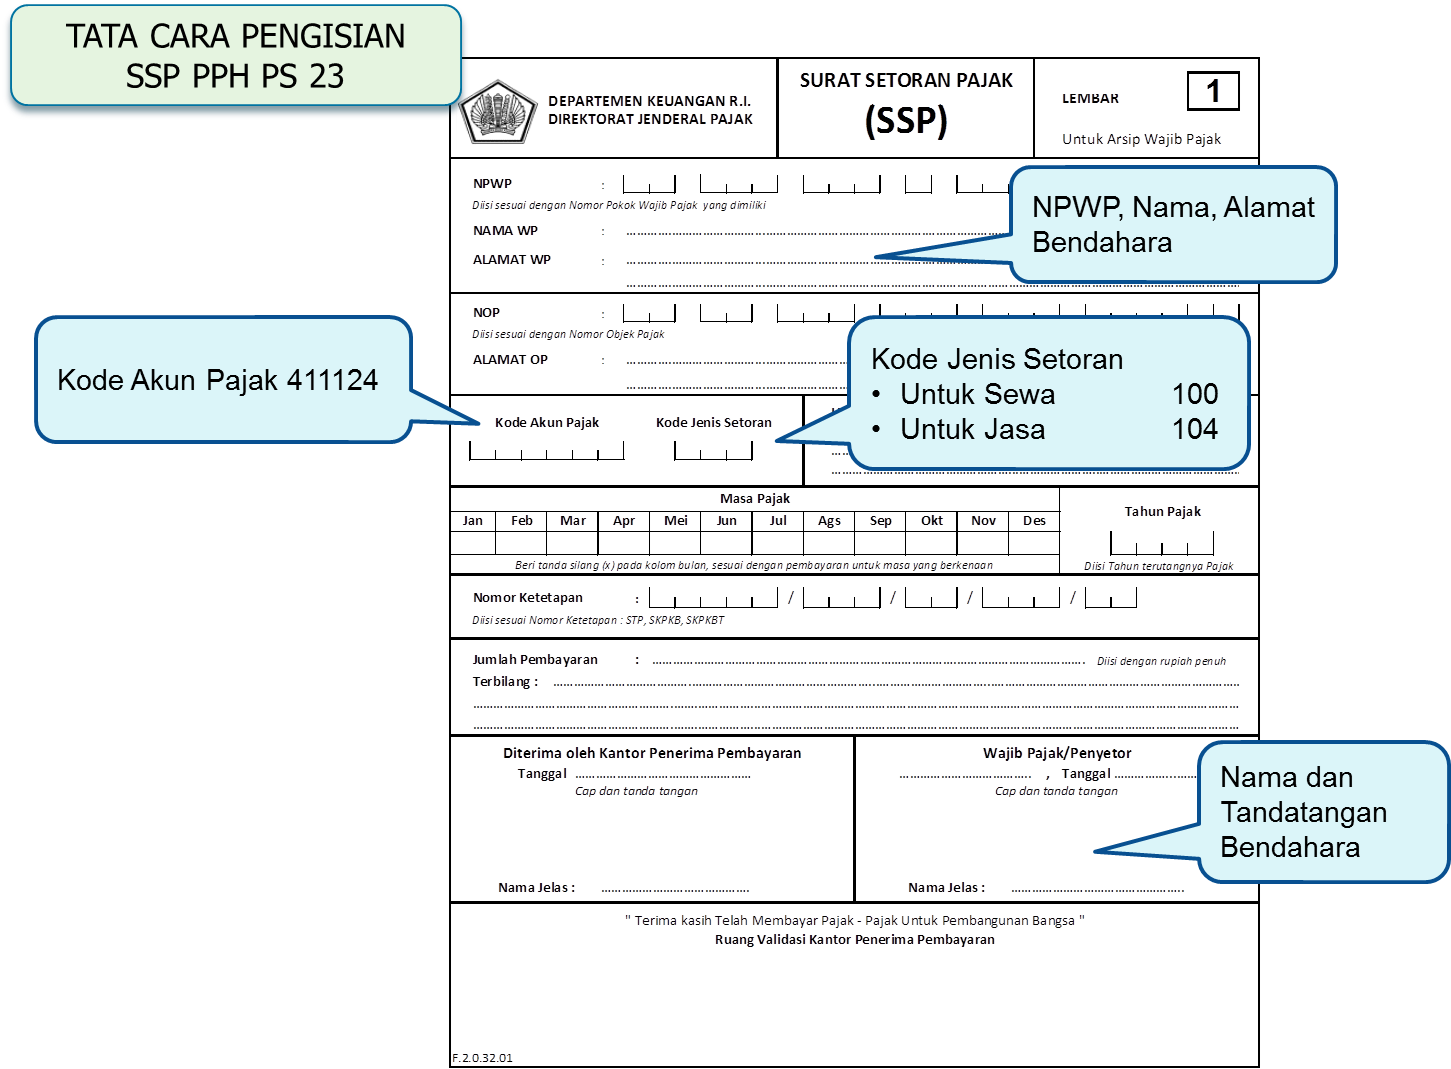 TATA CARA PENGISIAN
SSP PPH PS 23
DEPARTEMEN KEUANGAN R.I.
DIREKTORAT JENDERAL PAJAK
SURAT SETORAN PAJAK
(SSP)
LEMBAR
1
Untuk Arsip Wajib Pajak
NPWP :
Diisi sesuai dengan Nomor Pokok Wajib Pajak yang dimiliki
NAMA WP :
ALAMAT WP :
NPWP, Nama, Alamat
Bendahara
NOP :
Diisi sesuai dengan Nomor Objek Pajak
ALAMAT OP :
Kode Akun Pajak 411124
Kode Jenis Setoran
• Untuk Sewa 100
• Untuk Jasa 104
Kode Akun Pajak
Kode Jenis Setoran
Masa Pajak
Jan Feb Mar Apr Mei Jun Jul Ags Sep Okt Nov Des
Beri tanda silang (x) pada kolom bulan, sesuai dengan pembayaran untuk masa yang berkenaan
Tahun Pajak
Diisi Tahun terutangnya Pajak
Nomor Ketetapan : / / / /
Diisi sesuai Nomor Ketetapan : STP, SKPKB, SKPKBT
Jumlah Pembayaran : Diisi dengan rupiah penuh
Terbilang :
Diterima oleh Kantor Penerima Pembayaran
Tanggal
Cap dan tanda tangan
Nama Jelas :
Wajib Pajak/Penyetor
, Tanggal
Cap dan tanda tangan
Nama Jelas :
Nama dan
Tandatangan
Bendahara
" Terima kasih Telah Membayar Pajak - Pajak Untuk Pembangunan Bangsa "
Ruang Validasi Kantor Penerima Pembayaran
F.2.0.32.01